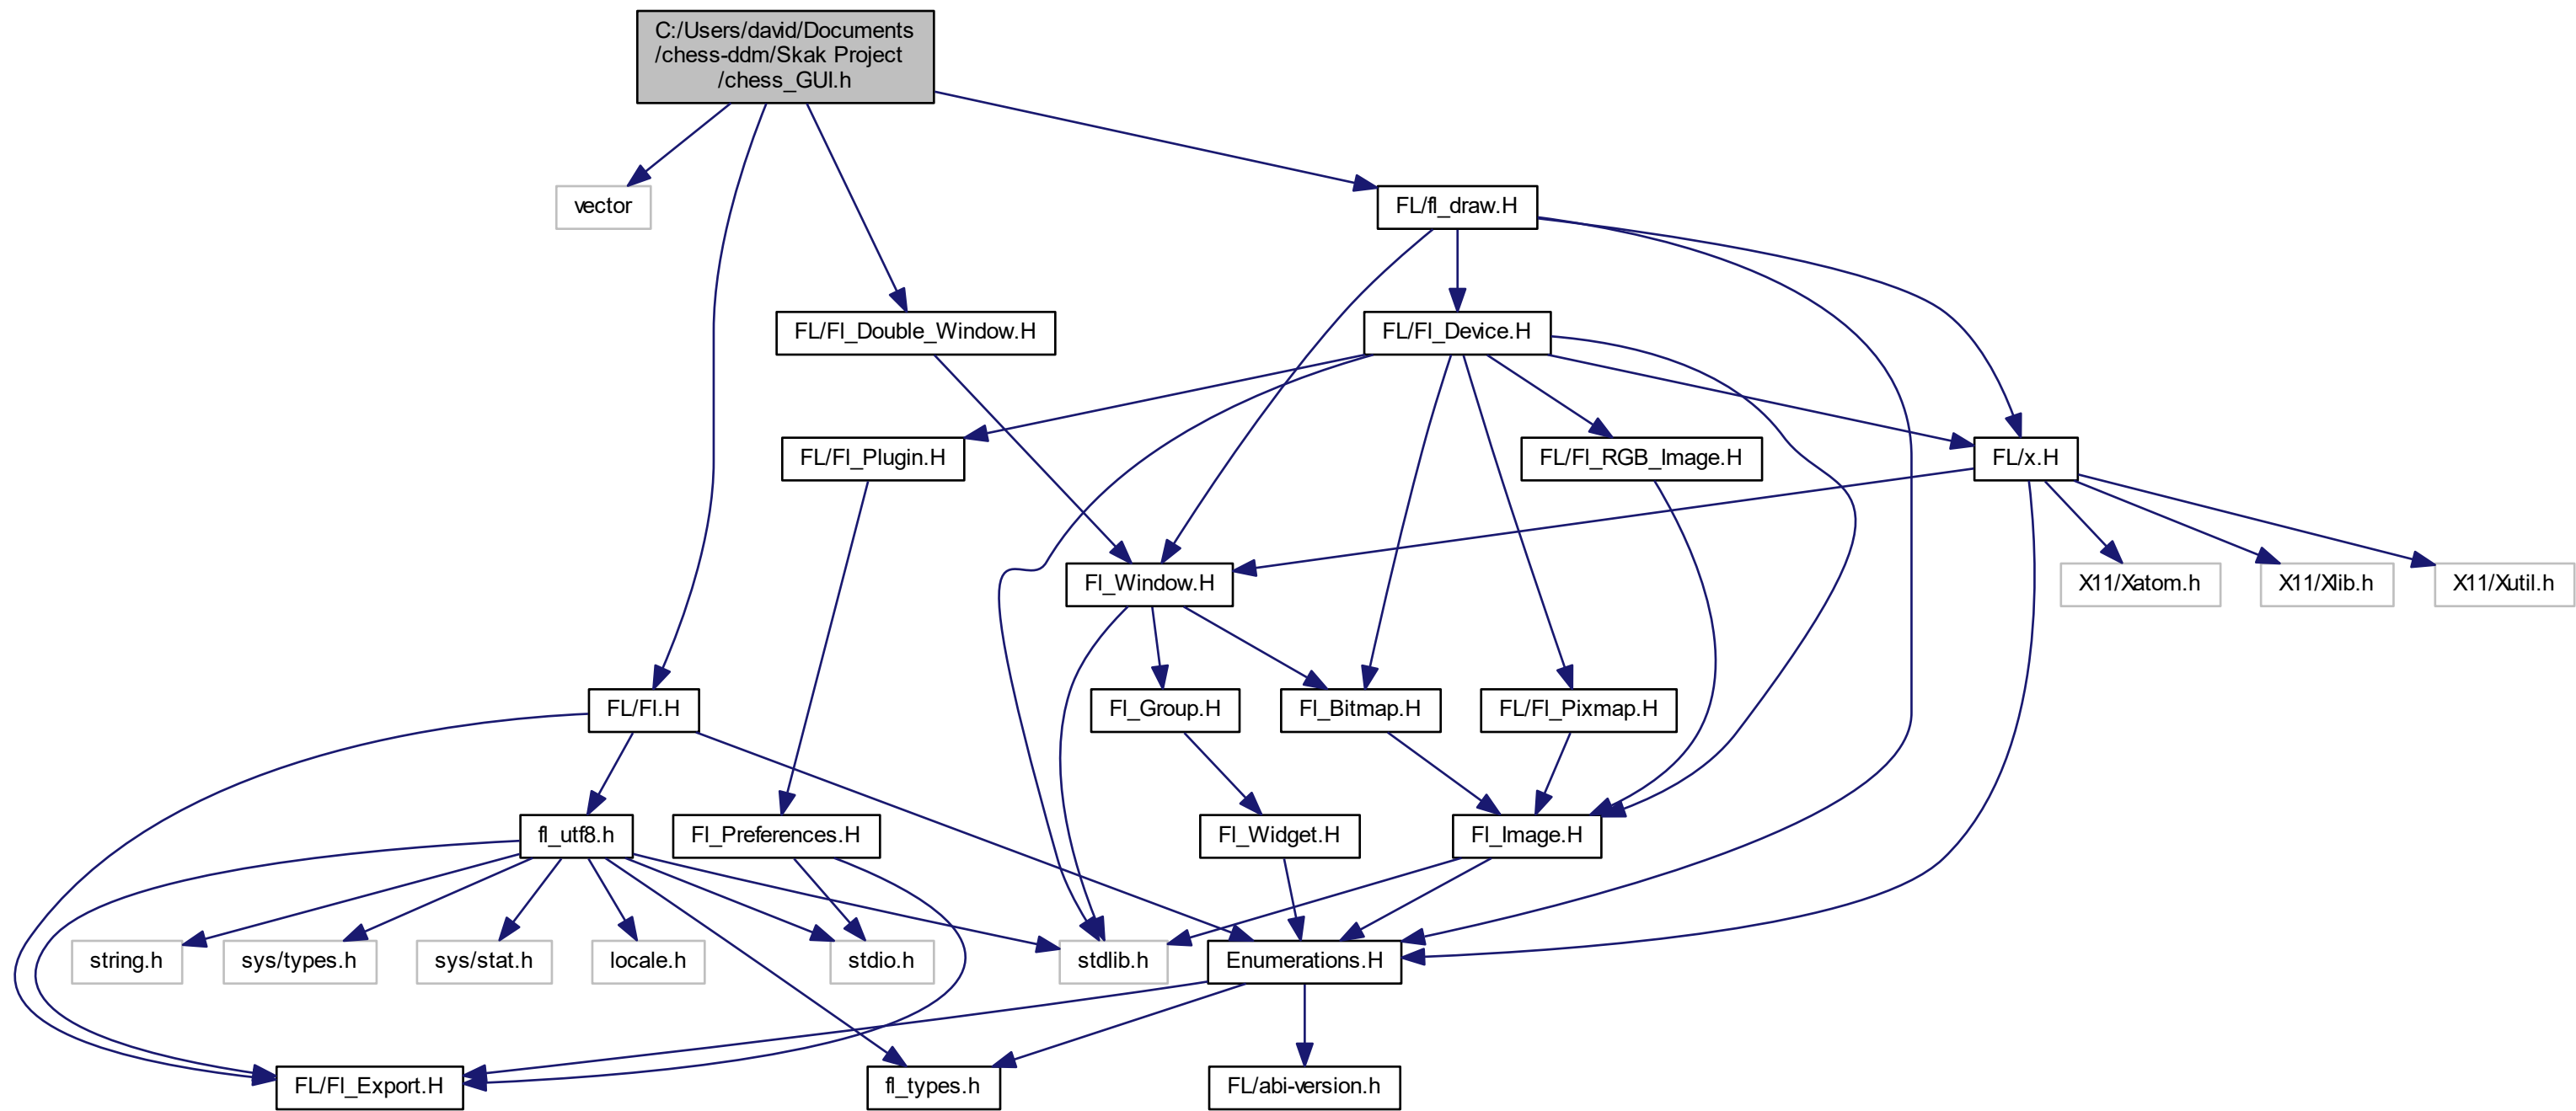 C:/Users/david/Documents
/chess-ddm/Skak Project
/chess_GUI.h
vector
FL/fl_draw.H
FL/Fl_Double_Window.H
FL/Fl_Device.H
FL/Fl_Plugin.H
FL/Fl_RGB_Image.H
FL/x.H
Fl_Window.H
X11/Xatom.h
X11/Xlib.h
X11/Xutil.h
FL/Fl.H
Fl_Group.H
Fl_Bitmap.H
FL/Fl_Pixmap.H
fl_utf8.h
Fl_Preferences.H
Fl_Widget.H
Fl_Image.H
string.h
sys/types.h
sys/stat.h
locale.h
stdio.h
stdlib.h
Enumerations.H
FL/Fl_Export.H
fl_types.h
FL/abi-version.h